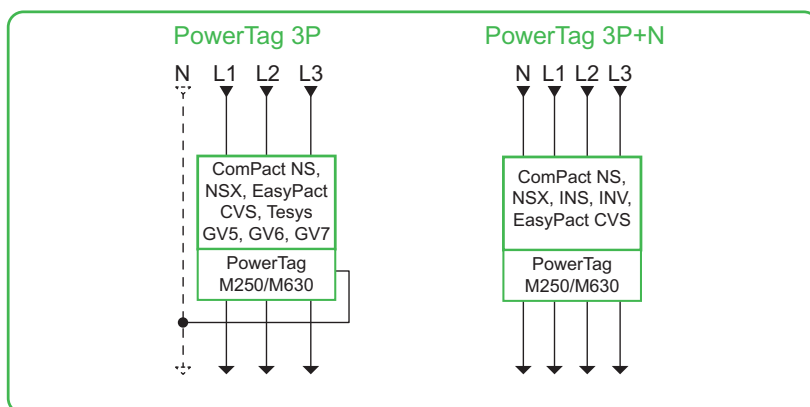 PowerTag 3P
N L1 L2 L3
ComPact NS,
NSX, EasyPact
CVS, Tesys
GV5, GV6, GV7
PowerTag
M250/M630
PowerTag 3P+N
N L1 L2 L3
ComPact NS,
NSX, INS, INV,
EasyPact CVS
PowerTag
M250/M630